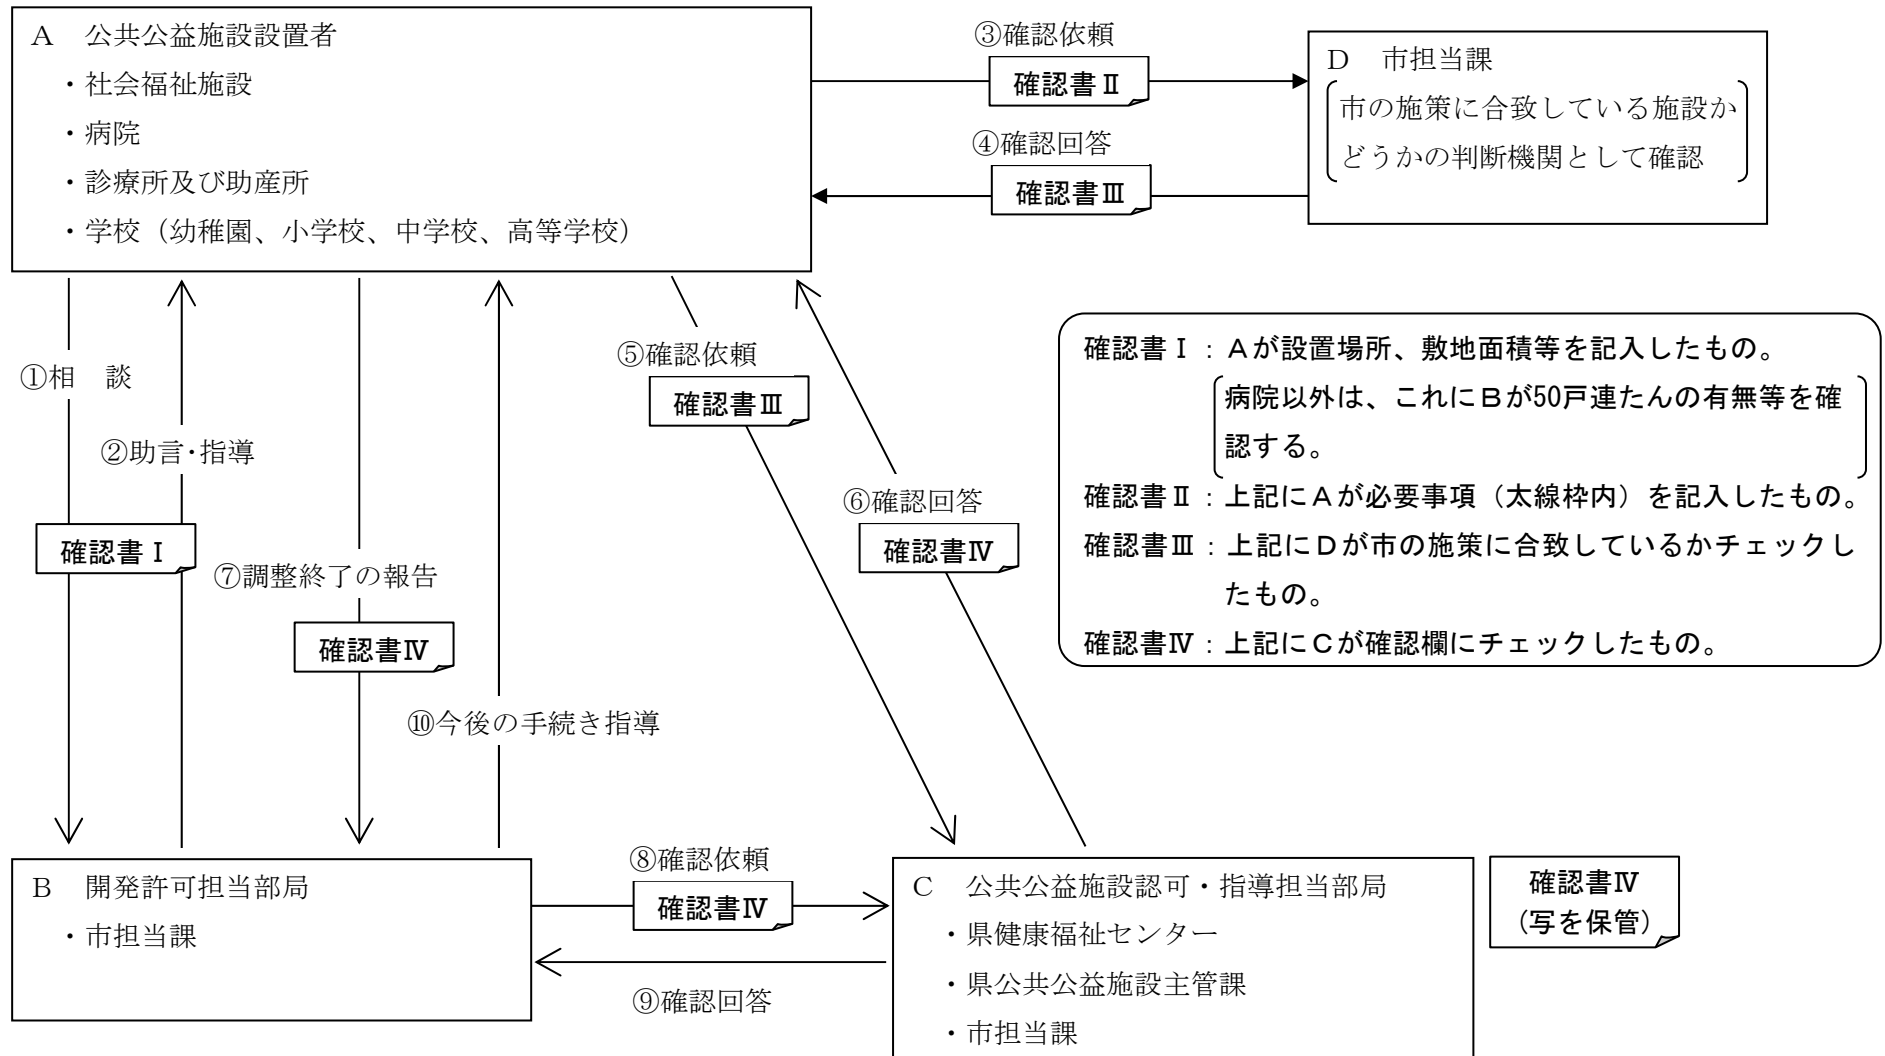 A 公共公益施設設置者
・社会福祉施設
・病院
・診療所及び助産所
・学校（幼稚園、小学校、中学校、高等学校）
③確認依頼
確認書Ⅱ
④確認回答
確認書Ⅲ
D 市担当課
市の施策に合致している施設か
どうかの判断機関として確認
①相 談
②助言・指導
確認書Ⅰ
⑦調整終了の報告
確認書Ⅳ
⑩今後の手続き指導
⑤確認依頼
確認書Ⅲ
⑥確認回答
確認書Ⅳ
確認書Ⅰ：Aが設置場所、敷地面積等を記入したもの。
病院以外は、これにBが50戸連たんの有無等を確
認する。
確認書Ⅱ：上記にAが必要事項（太線枠内）を記入したもの。
確認書Ⅲ：上記にDが市の施策に合致しているかチェックし
たもの。
確認書Ⅳ：上記にCが確認欄にチェックしたもの。
B 開発許可担当部局
・市担当課
⑧確認依頼
確認書Ⅳ
⑨確認回答
C 公共公益施設認可・指導担当部局
・県健康福祉センター
・県公共公益施設主管課
・市担当課
確認書Ⅳ
（写を保管）